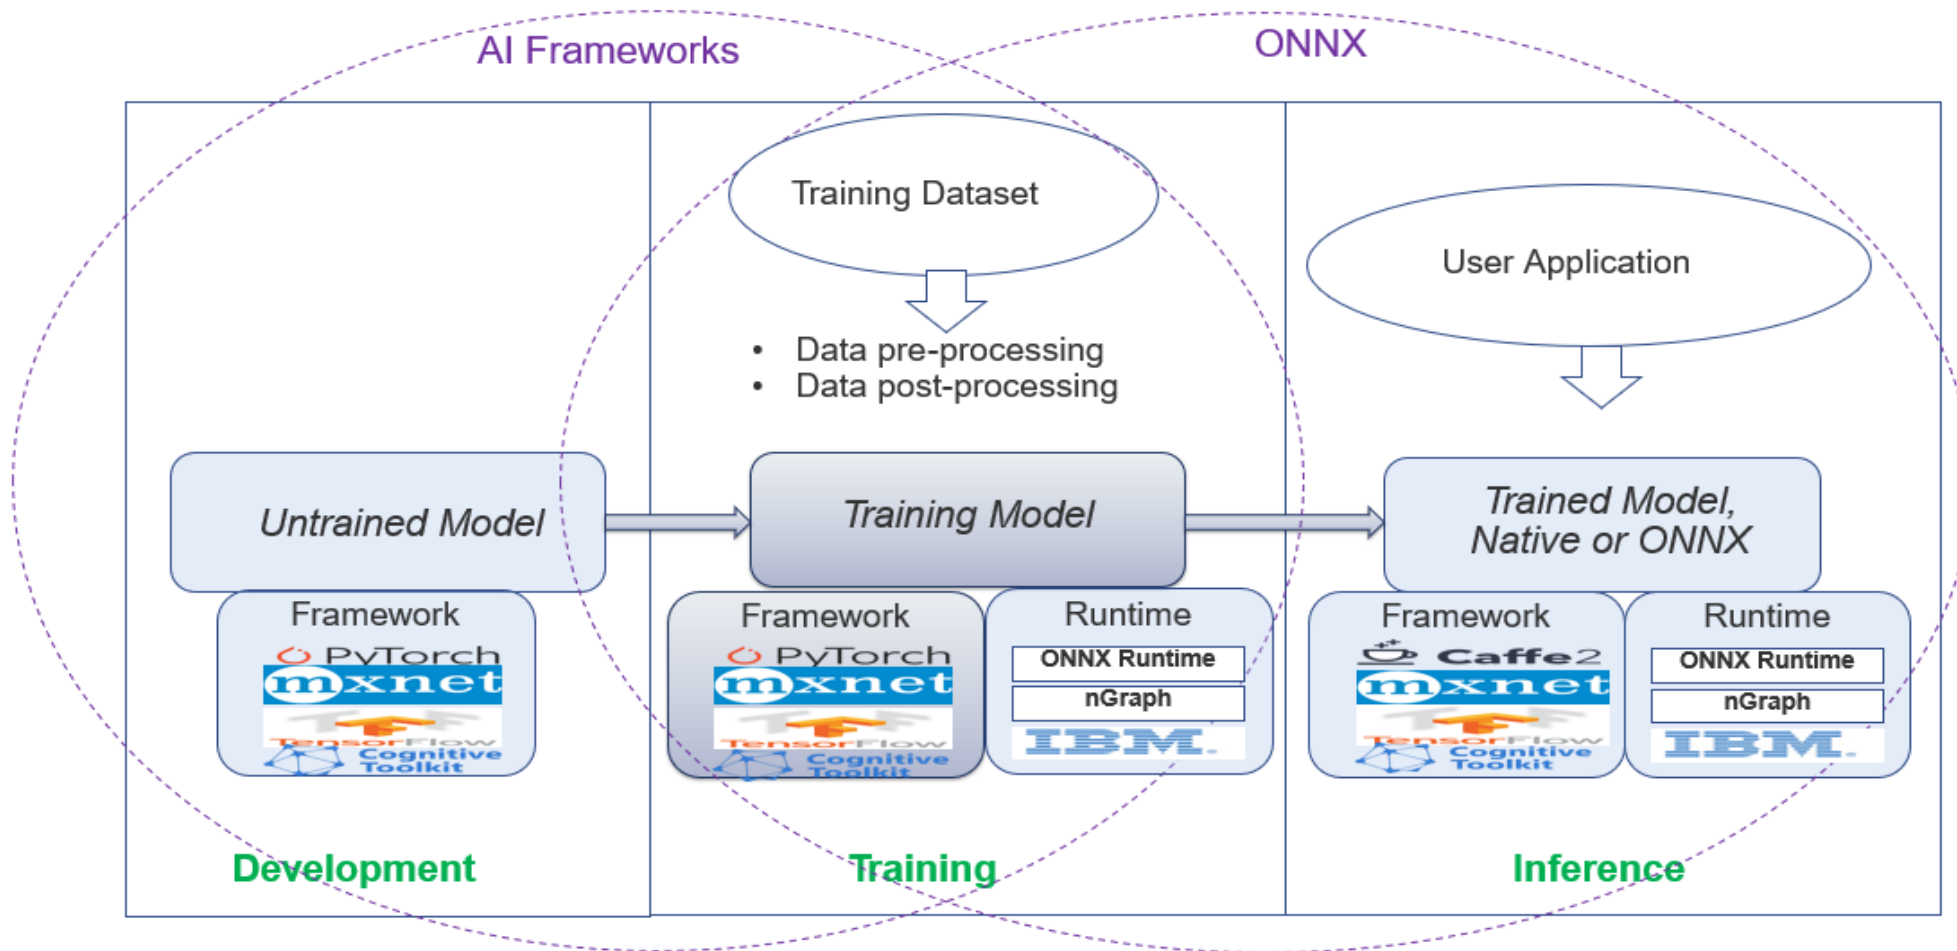 AI Frameworks
ONNX
Training Dataset
• Data pre-processing
• Data post-processing
User Application
Untrained Model
Training Model
Trained Model,
Native or ONNX
Framework
PyTorch
mxnet
TensorFlow
Cognitive
Toolkit
Framework
PyTorch
mxnet
TensorFlow
Cognitive
Toolkit
Runtime
ONNX Runtime
nGraph
IBM.
Framework
Caffe2
mxnet
TensorFlow
Cognitive
Toolkit
Runtime
ONNX Runtime
nGraph
IBM.
Development
Training
Inference